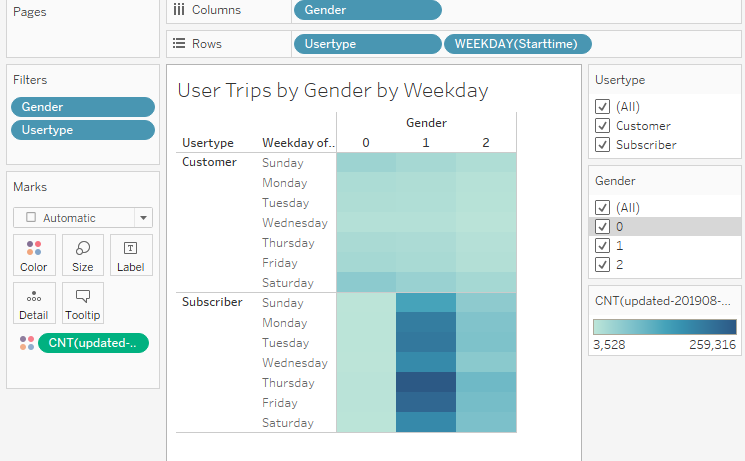 Pages
Columns
Gender
Rows
Usertype
WEEKDAY(Starttime)
Filters
Gender
Usertype
Marks
Automatic
Color
Size
Label
Detail
Tooltip
CNT(updated-..
User Trips by Gender by Weekday
Gender
Usertype Weekday of.. 0 1 2
Customer Sunday
Monday
Tuesday
Wednesday
Thursday
Friday
Saturday
Subscriber Sunday
Monday
Tuesday
Wednesday
Thursday
Friday
Saturday
Usertype
(All)
Customer
Subscriber
Gender
(All)
0
1
2
CNT(updated-201908-...
3,528 259,316